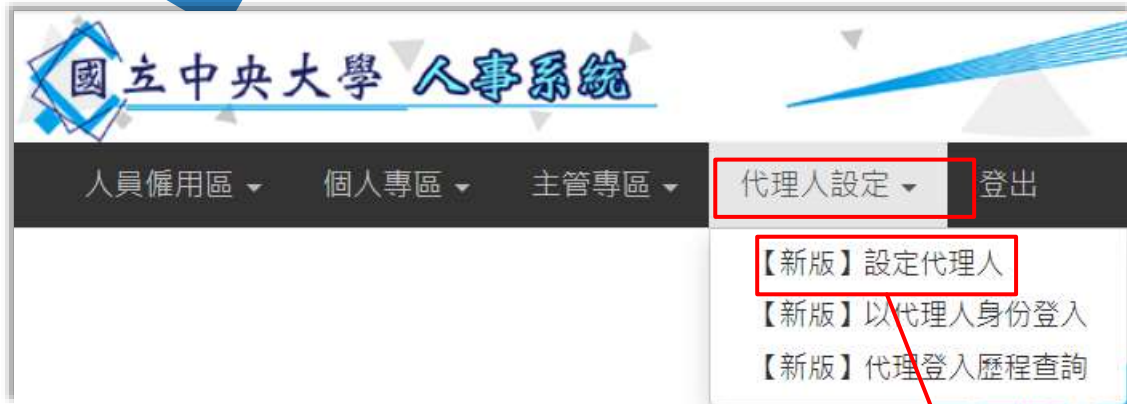 國立中央大學 人事系統
人員僱用區 個人專區 主管專區 代理人設定 登出
【新版】設定代理人
【新版】以代理人身份登入
【新版】代理登入歷程查詢